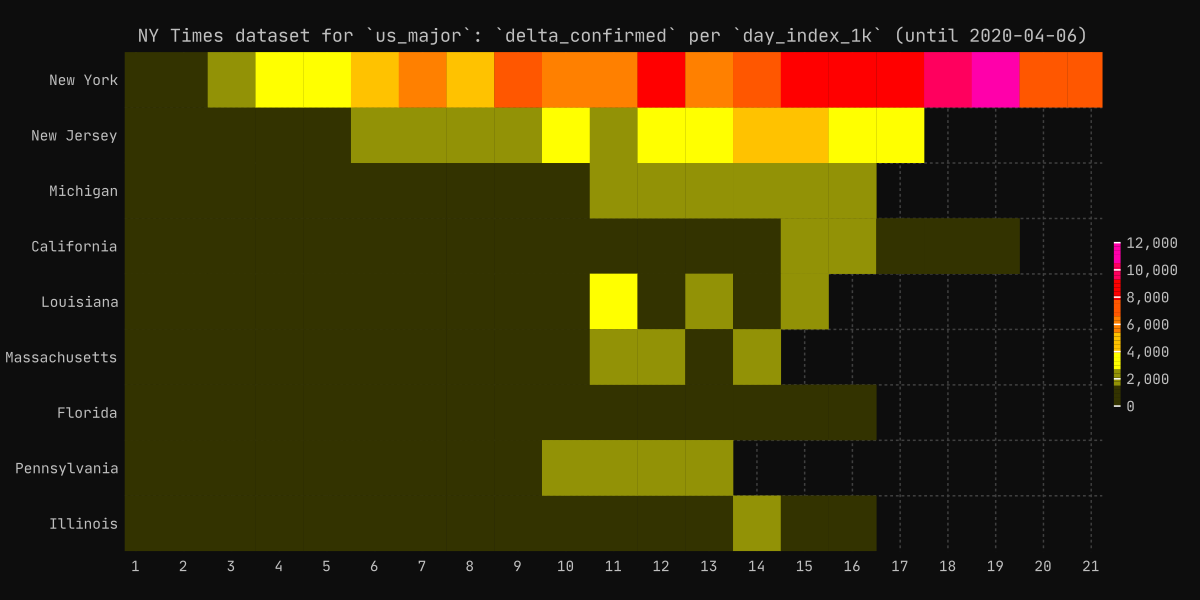 NY Times dataset for `us_major`: `delta_confirmed` per `day_index_1k` (until 2020-04-06)
New York
New Jersey
Michigan
California
Louisiana
Massachusetts
Florida
Pennsylvania
Illinois
12,000
10,000
8,000
6,000
4,000
2,000
0
1 2 3 4 5 6 7 8 9 10 11 12 13 14 15 16 17 18 19 20 21